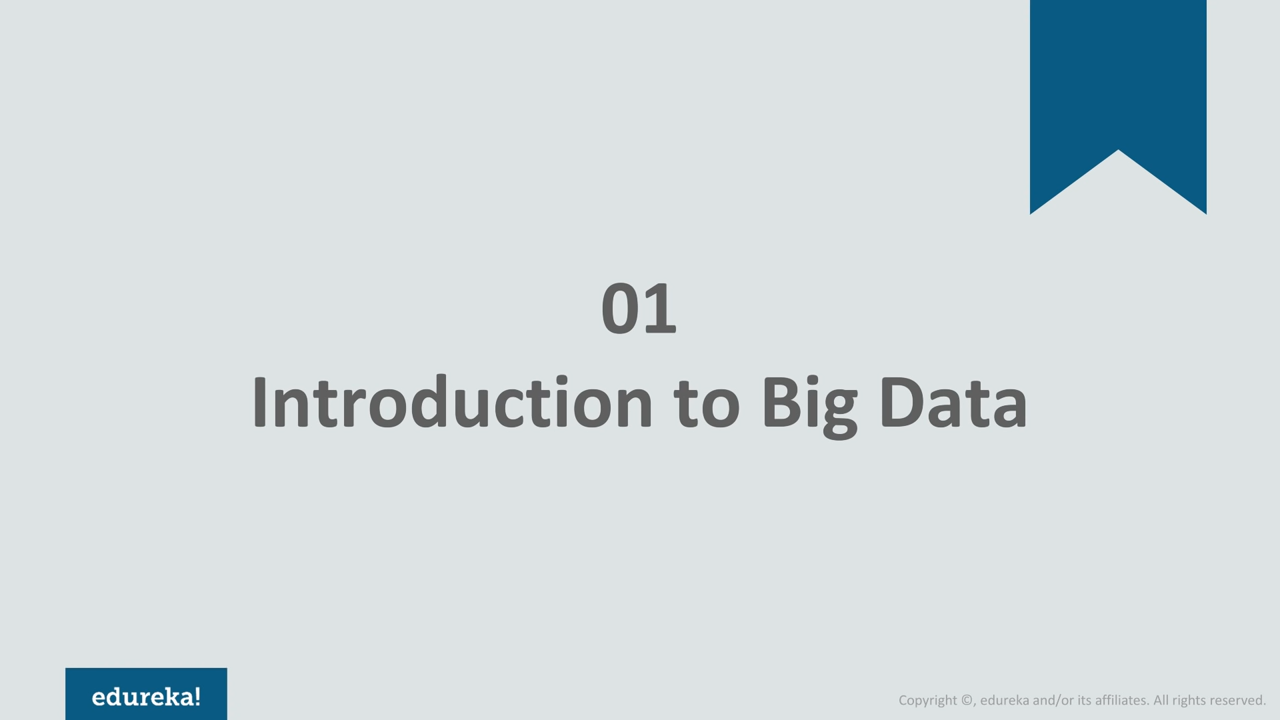 01
Introduction to Big Data
edureka!
Copyright ©, edureka and/or its affiliates. All rights reserved.